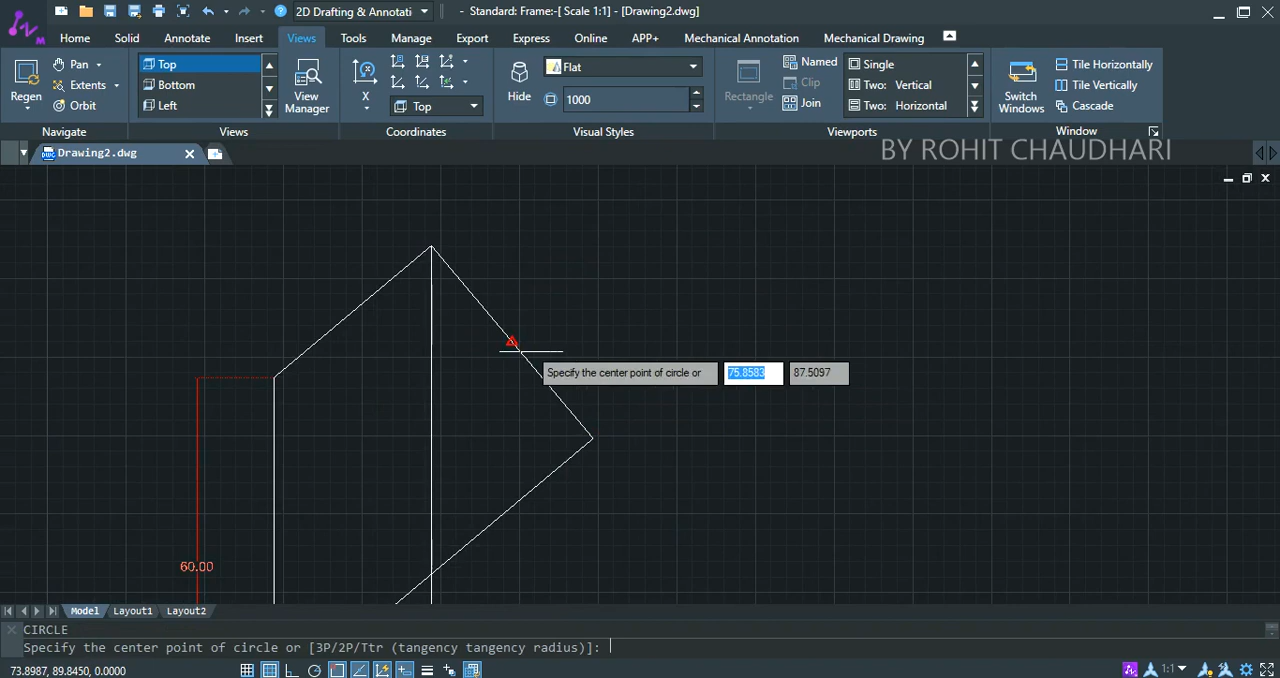 2D Drafting & Annotati
- Standard: Frame:-[ Scale 1:1] - [Drawing2.dwg]
M
Home Solid Annotate Insert Views Tools Manage Export Express Online APP+ Mechanical Annotation Mechanical Drawing
Regen
Pan
Extents
Orbit
Navigate
Top
Bottom
Left
Views
View
Manager
X
Top
Coordinates
Hide
Flat
1000
Visual Styles
Rectangle
Named
Clip
Join
Single
Two: Vertical
Two: Horizontal
Viewports
Switch
Windows
Tile Horizontally
Tile Vertically
Cascade
Window
Drawing2.dwg
BY ROHIT CHAUDHARI
Specify the center point of circle or 75.8583 87.5097
60.00
Model Layout1 Layout2
CIRCLE
Specify the center point of circle or [3P/2P/Ttr (tangency tangency radius)]:
73.8987, 89.8450, 0.0000
1:1